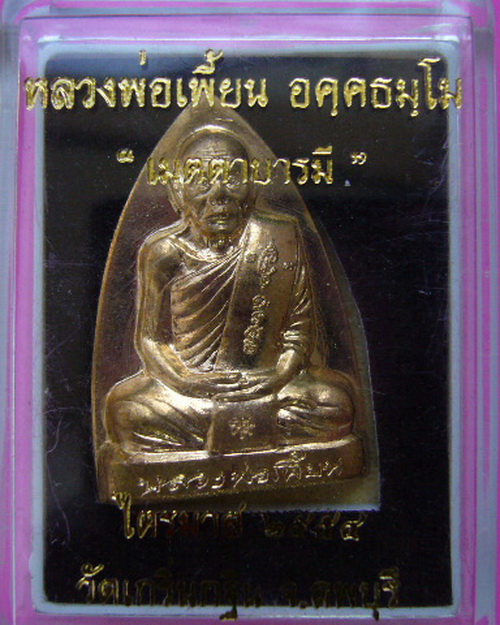 หลวงพ่อเพี้ยน อคฺคธมฺโม
“ เมตตาบารมี ”
หลวงพ่อเพี้ยน
ไตรมาส ๒๕๕๔
วัดเกริ่นกฐิน จ.ลพบุรี